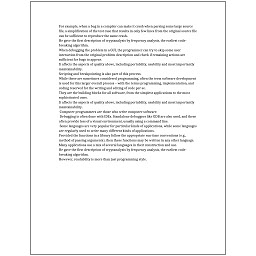 For example, when a bug in a compiler can make it crash when parsing some large source
file, a simplification of the test case that results in only few lines from the original source file
can be sufficient to reproduce the same crash.
He gave the first description of cryptanalysis by frequency analysis, the earliest code-
breaking algorithm.
When debugging the problem in a GUI, the programmer can try to skip some user
interaction from the original problem description and check if remaining actions are
sufficient for bugs to appear.
It affects the aspects of quality above, including portability, usability and most importantly
maintainability.
Scripting and breakpointing is also part of this process.
While these are sometimes considered programming, often the term software development
is used for this larger overall process – with the terms programming, implementation, and
coding reserved for the writing and editing of code per se.
They are the building blocks for all software, from the simplest applications to the most
sophisticated ones.
It affects the aspects of quality above, including portability, usability and most importantly
maintainability.
Computer programmers are those who write computer software.
Debugging is often done with IDEs. Standalone debuggers like GDB are also used, and these
often provide less of a visual environment, usually using a command line.
Some languages are very popular for particular kinds of applications, while some languages
are regularly used to write many different kinds of applications.
Provided the functions in a library follow the appropriate run-time conventions (e.g.,
method of passing arguments), then these functions may be written in any other language.
Many applications use a mix of several languages in their construction and use.
He gave the first description of cryptanalysis by frequency analysis, the earliest code-
breaking algorithm.
However, readability is more than just programming style.